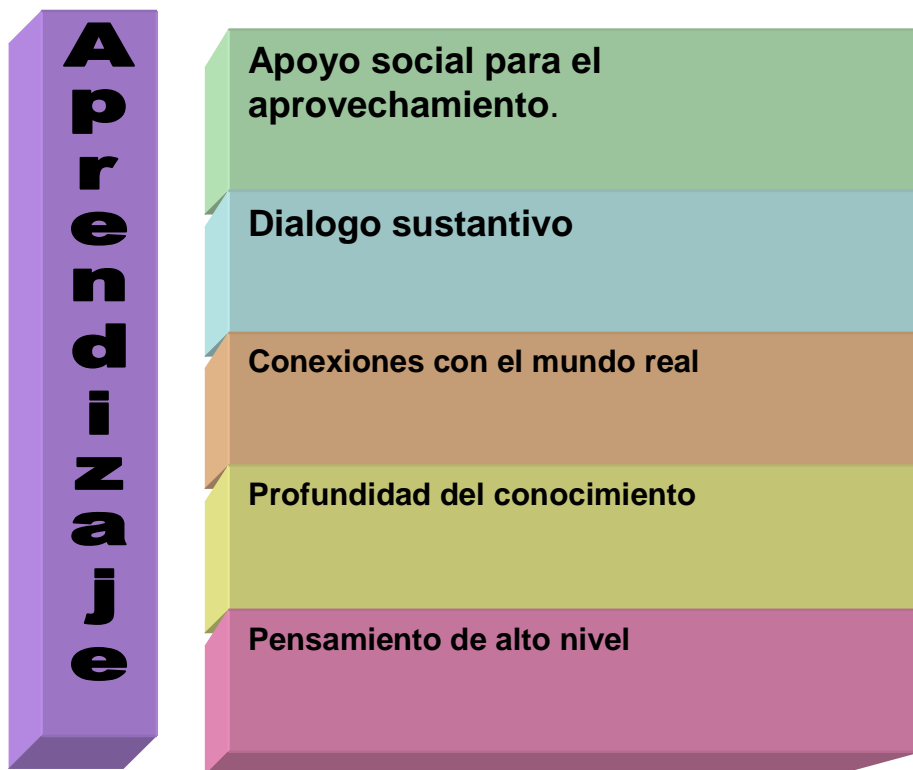 Aprendizaje
Apoyo social para el
aprovechamiento.
Dialogo sustantivo
Conexiones con el mundo real
Profundidad del conocimiento
Pensamiento de alto nivel